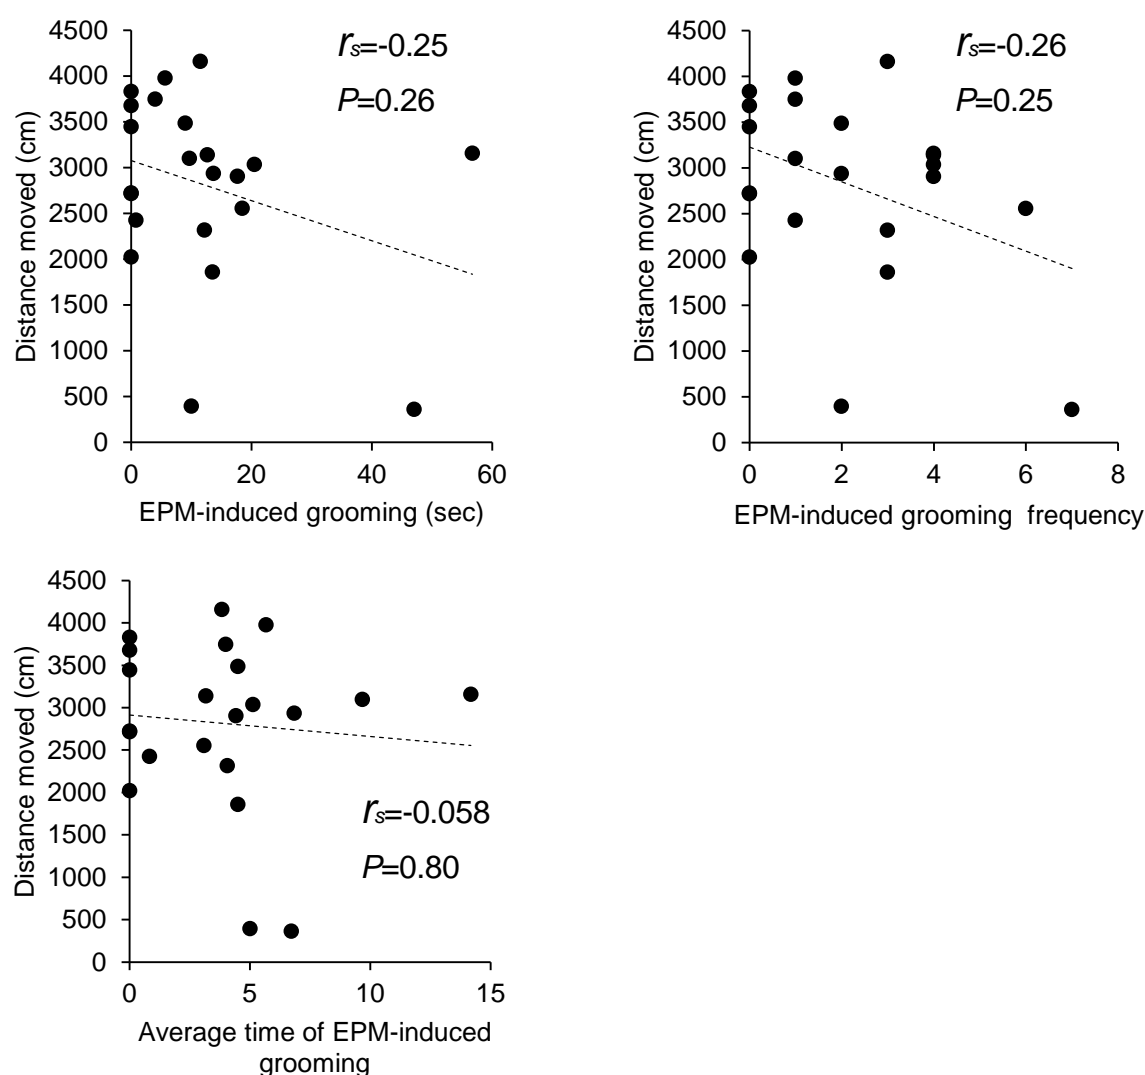 4500
4000
3500
3000
2500
2000
1500
1000
500
0
Distance moved (cm)
rs=-0.25
P=0.26
0 20 40 60
EPM-induced grooming (sec)
4500
4000
3500
3000
2500
2000
1500
1000
500
0
Distance moved (cm)
rs=-0.26
P=0.25
0 2 4 6 8
EPM-induced grooming frequency
4500
4000
3500
3000
2500
2000
1500
1000
500
0
Distance moved (cm)
rs=-0.058
P=0.80
0 5 10 15
Average time of EPM-induced
grooming